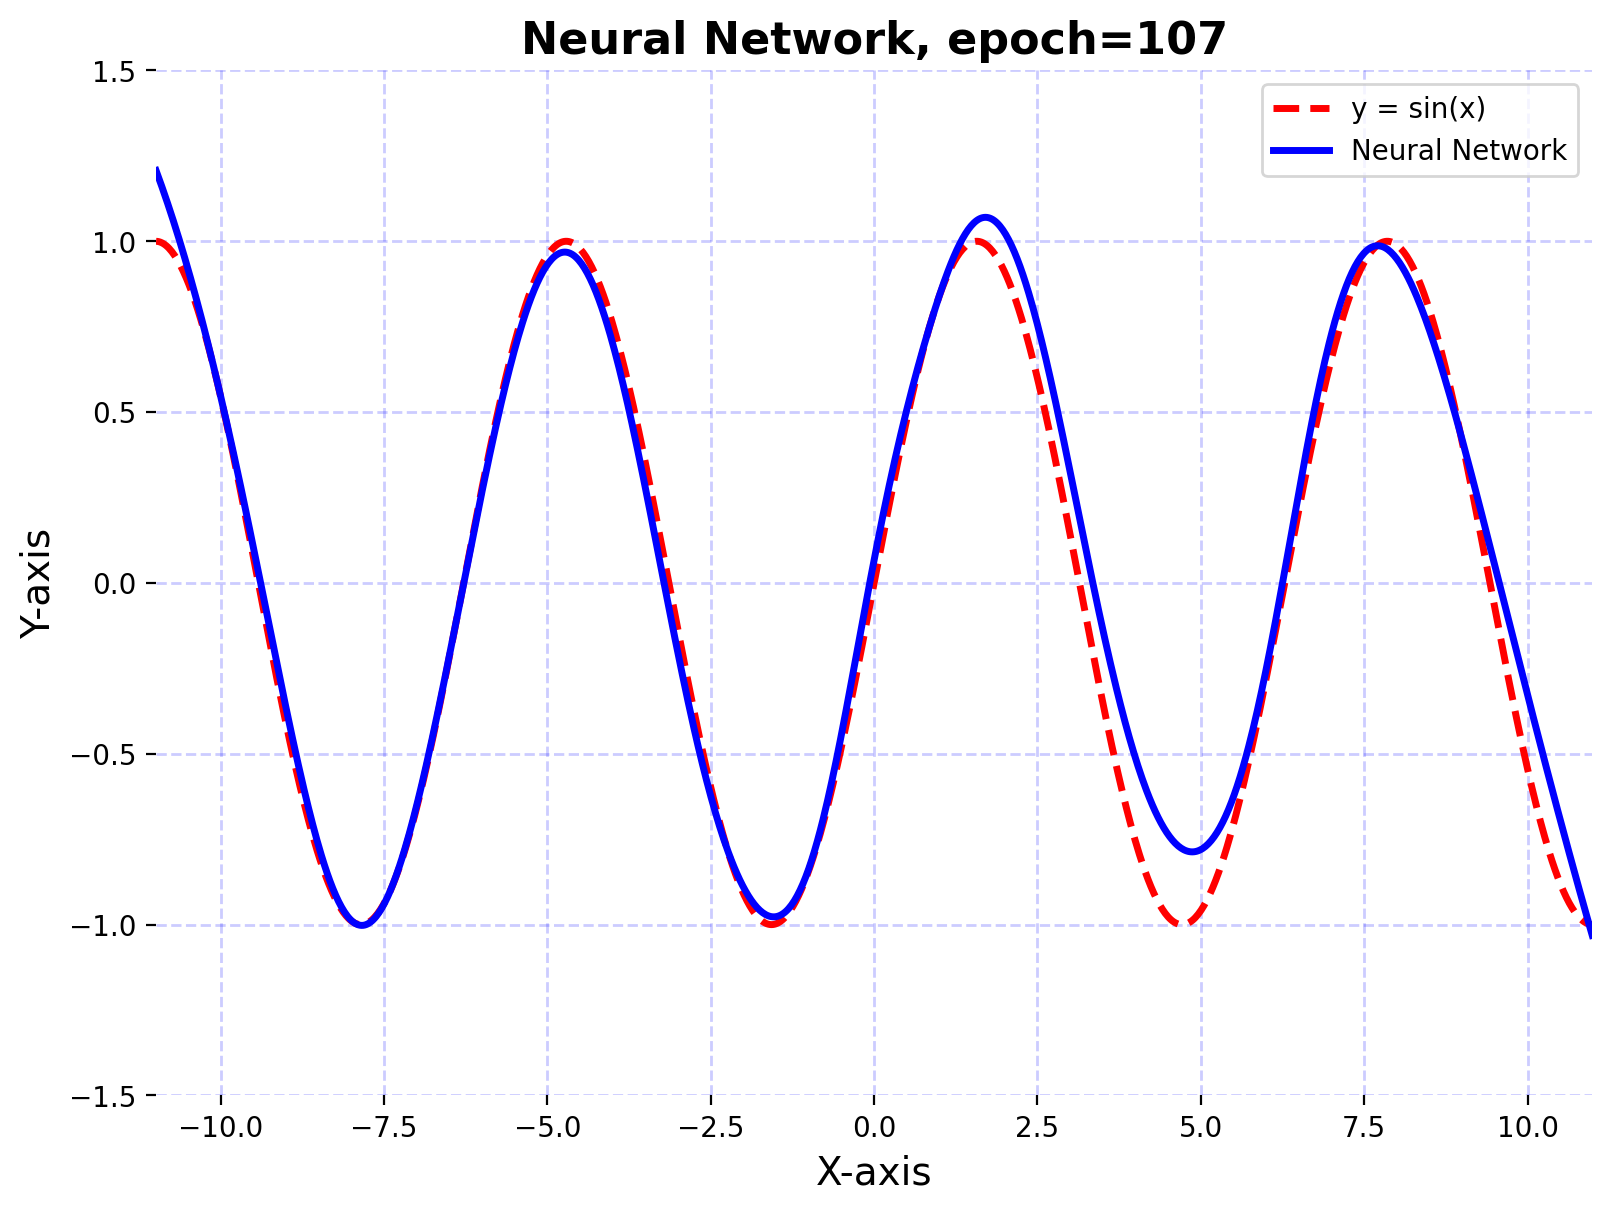 Neural Network, epoch=107
y = sin(x)
Neural Network
1.5
1.0
0.5
0.0
−0.5
−1.0
−1.5
Y-axis
−10.0 −7.5 −5.0 −2.5 0.0 2.5 5.0 7.5 10.0
X-axis